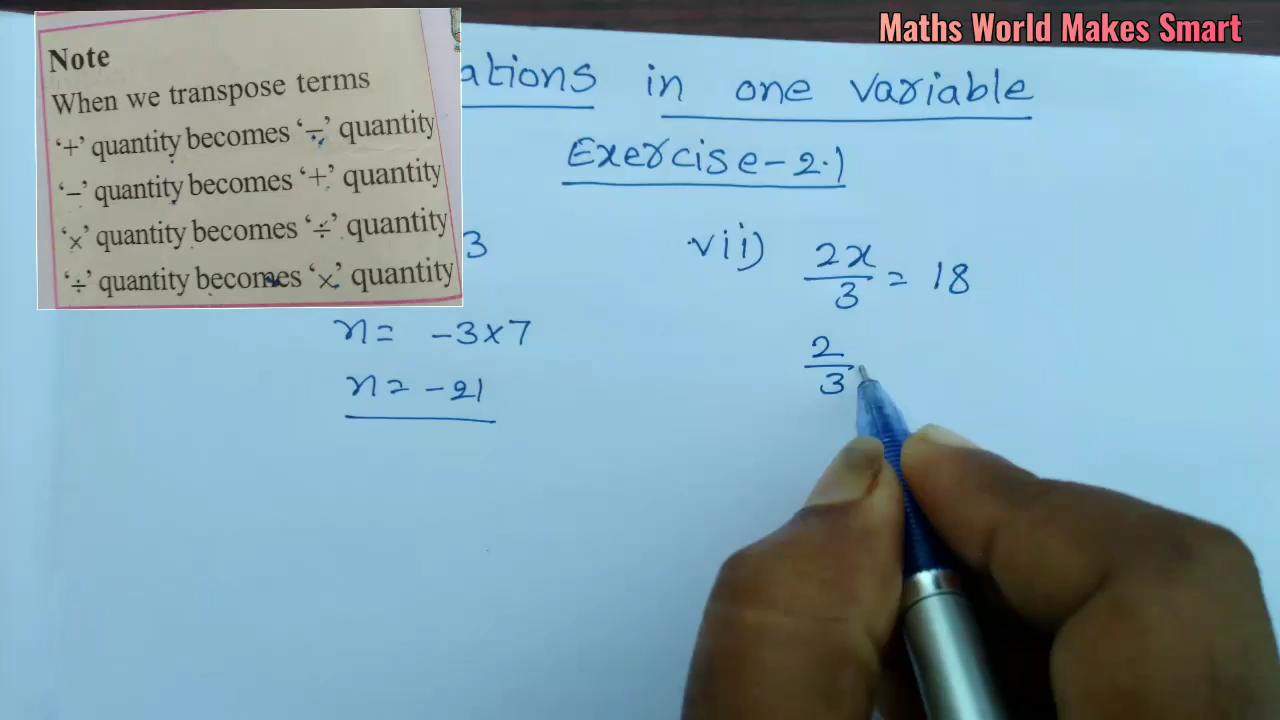 Maths World Makes Smart
Note
When we transpose terms
‘+’ quantity becomes ‘−’ quantity
‘−’ quantity becomes ‘+’ quantity
‘×’ quantity becomes ‘÷’ quantity
‘÷’ quantity becomes ‘×’ quantity
ations in one variable
Exercise-2.1
3
n = -3×7
n = -21
vii) 2x/3 = 18
2/3